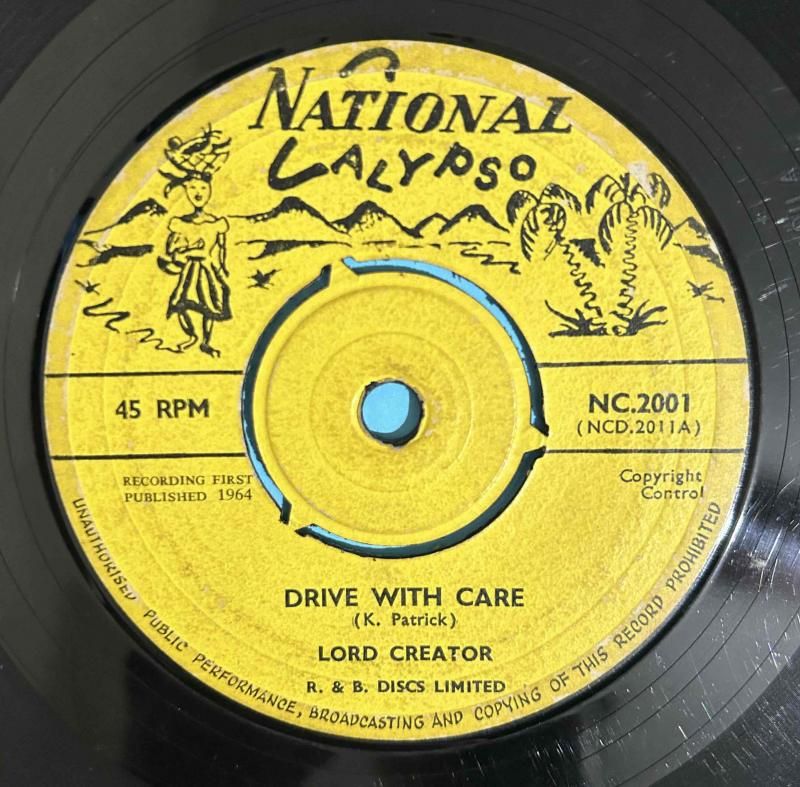 NATIONAL
CALYPSO
45 RPM
NC.2001
(NCD.2011A)
RECORDING FIRST
PUBLISHED 1964
Copyright
Control
DRIVE WITH CARE
(K. Patrick)
LORD CREATOR
R. & B. DISCS LIMITED
UNAUTHORISED PUBLIC PERFORMANCE, BROADCASTING AND COPYING OF THIS RECORD PROHIBITED